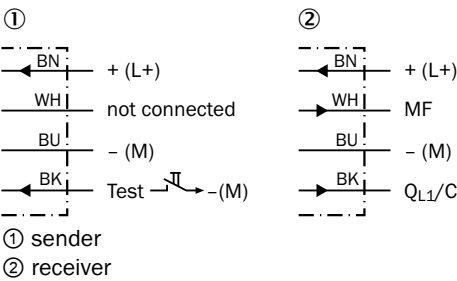 ① ②
BN + (L+) BN + (L+)
WH not connected WH MF
BU – (M) BU – (M)
BK Test –(M) BK QL1/C
① sender
② receiver